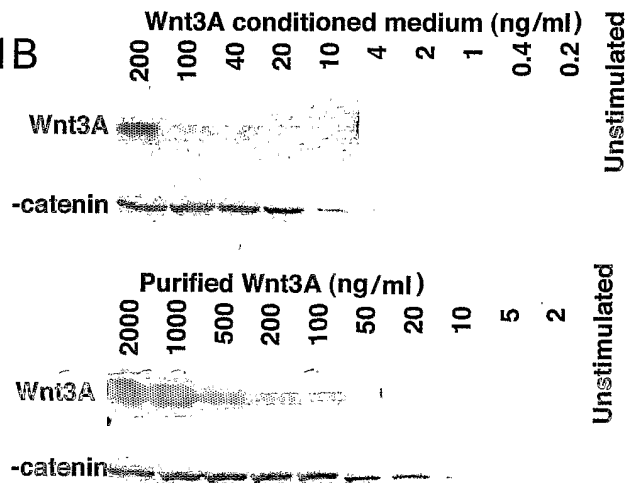 1B
Wnt3A conditioned medium (ng/ml)
200 100 40 20 10 4 2 1 0.4 0.2 Unstimulated
Wnt3A
-catenin
Purified Wnt3A (ng/ml)
2000 1000 500 200 100 50 20 10 5 2 Unstimulated
Wnt3A
-catenin